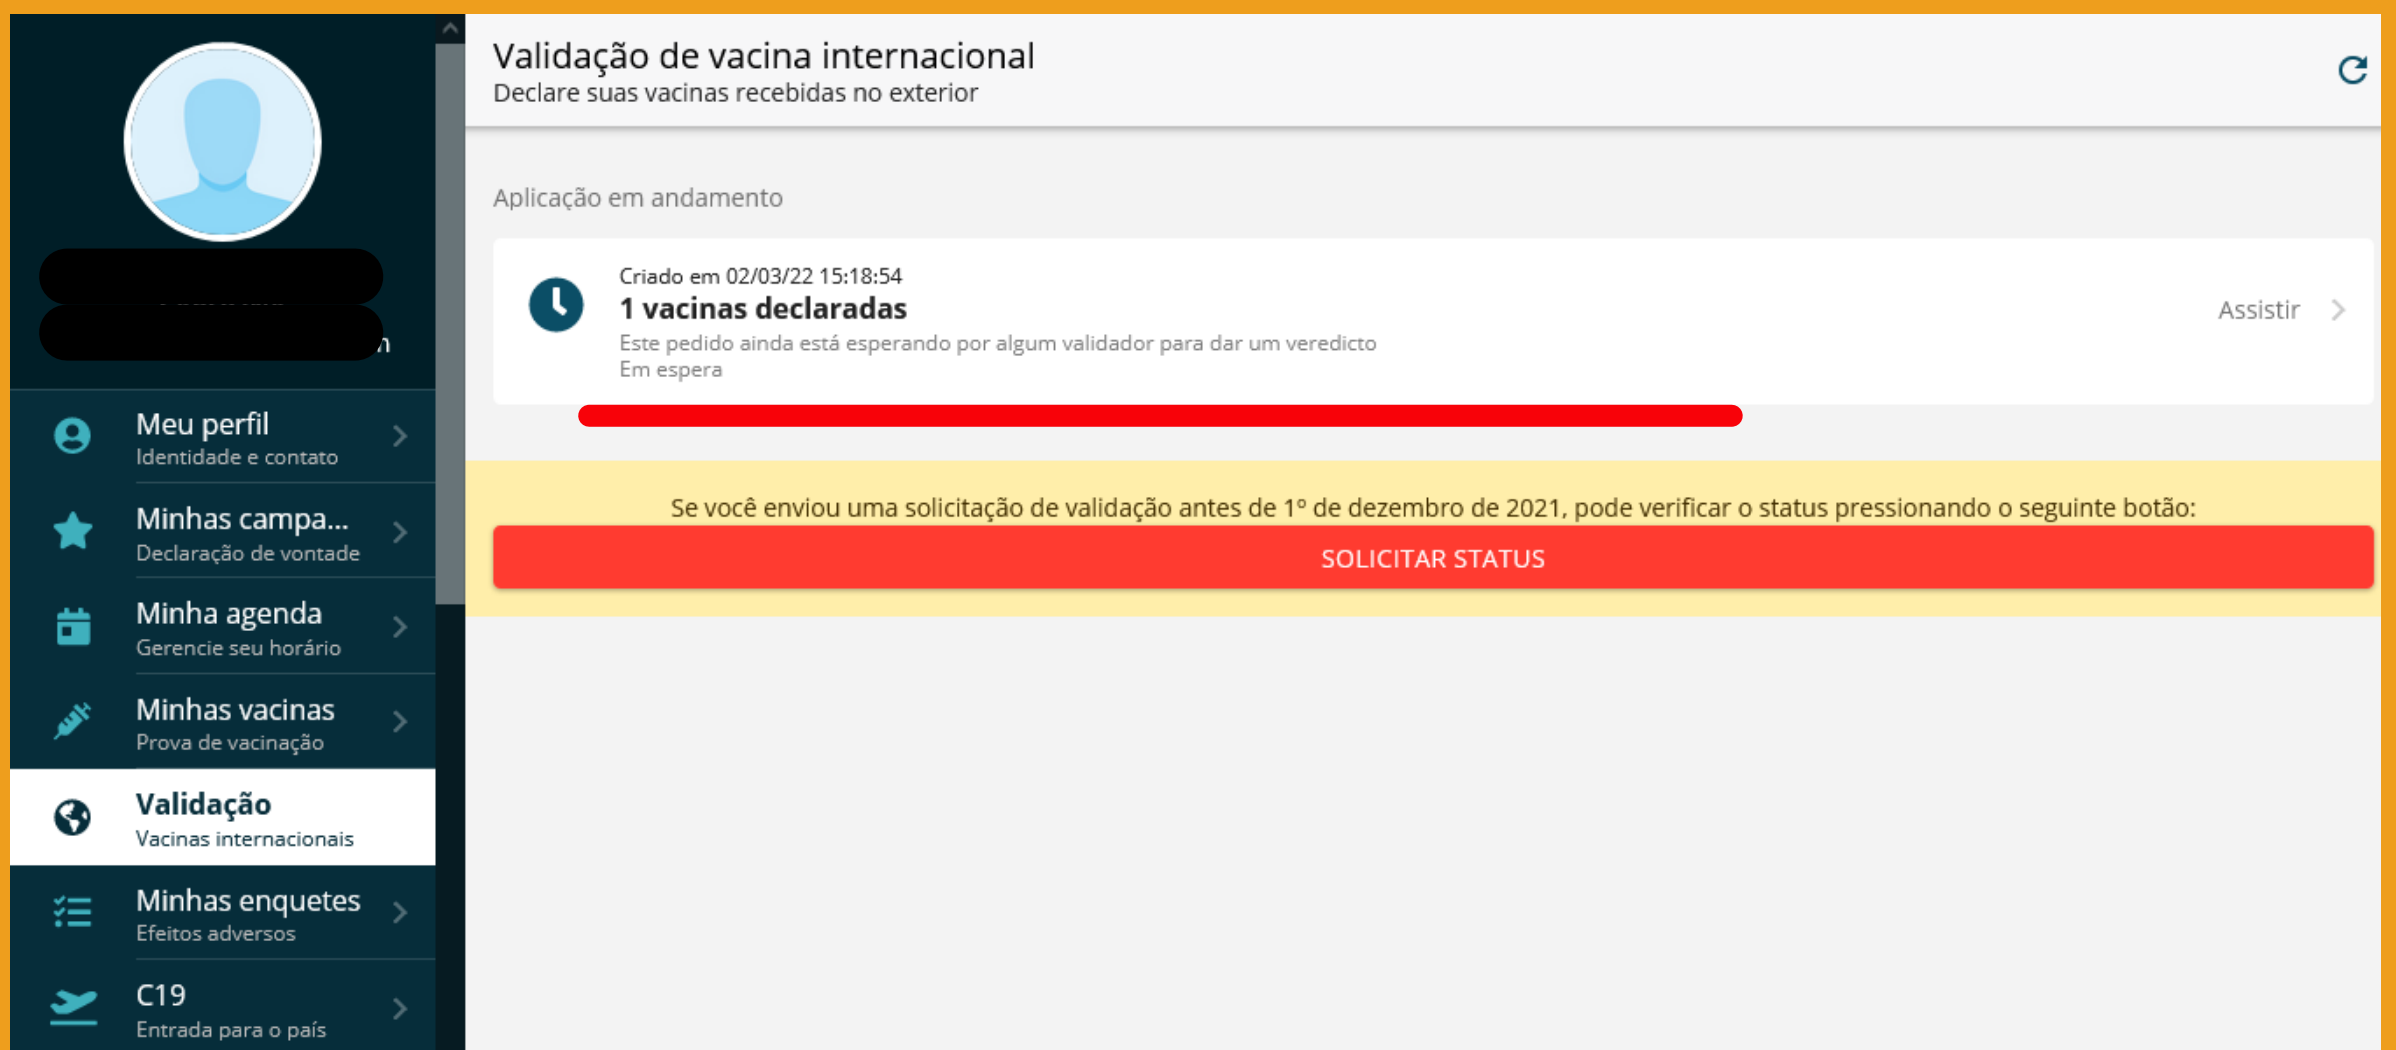 Validação de vacina internacional
Declare suas vacinas recebidas no exterior
Aplicação em andamento
Criado em 02/03/22 15:18:54
1 vacinas declaradas
Este pedido ainda está esperando por algum validador para dar um veredicto
Em espera
Assistir
Se você enviou uma solicitação de validação antes de 1º de dezembro de 2021, pode verificar o status pressionando o seguinte botão:
SOLICITAR STATUS
Meu perfil
Identidade e contato
Minhas campa...
Declaração de vontade
Minha agenda
Gerencie seu horário
Minhas vacinas
Prova de vacinação
Validação
Vacinas internacionais
Minhas enquetes
Efeitos adversos
C19
Entrada para o país